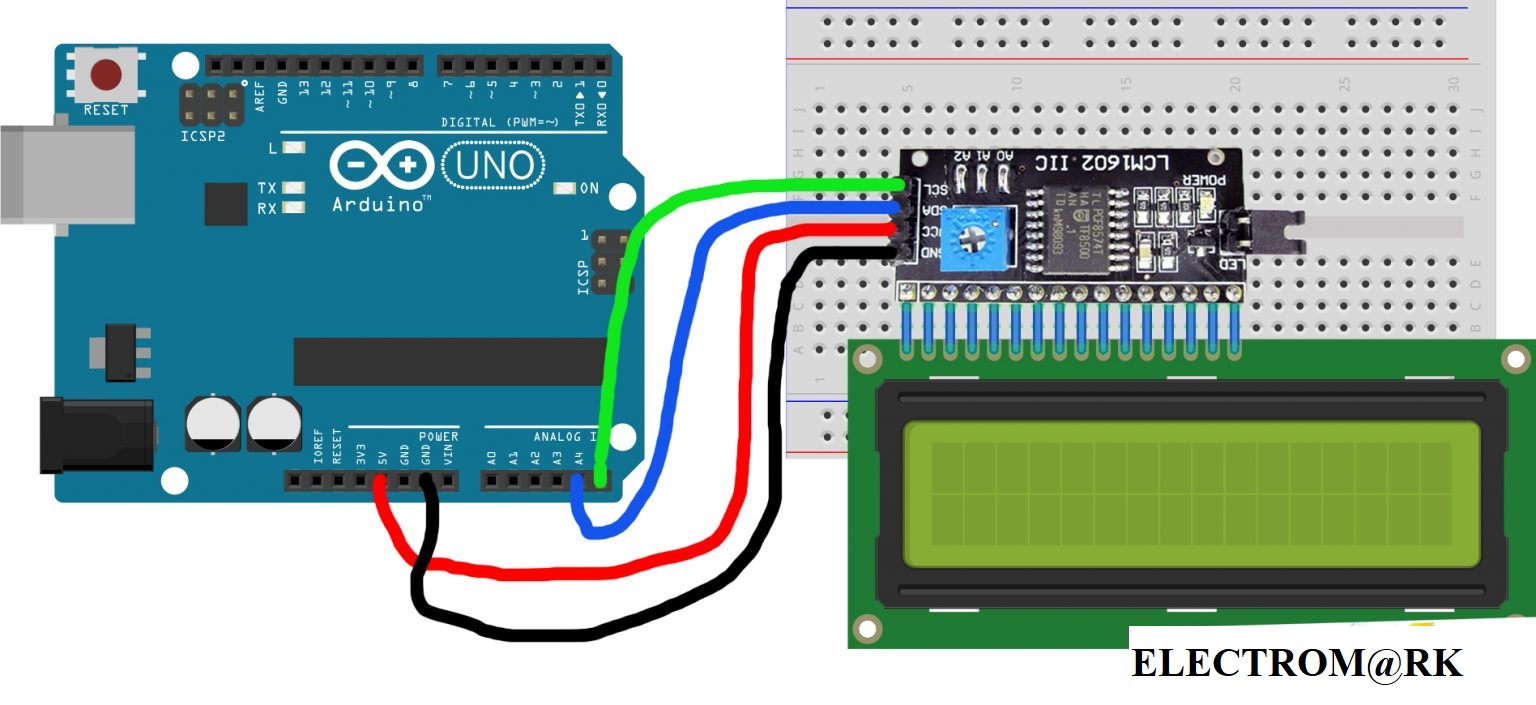 RESET
ICSP2
AREF
GND
13
12
~11
~10
~9
8
7
~6
~5
4
~3
2
TX0▶1
RX0◀0
DIGITAL (PWM=~)
L
TX
RX
UNO
Arduino™
ON
1
ICSP
POWER
ANALOG I
IOREF
RESET
3V3
5V
GND
GND
VIN
A0
A1
A2
A3
A4
1
5
10
15
20
25
30
J
I
H
G
F
J
I
H
G
F
A2
A1
A0
LCM1602 IIC
SCL
SDA
VCC
GND
POWER
PCF8574T
TF8500
LED
E
D
C
B
A
E
D
C
B
1
ELECTROM@RK